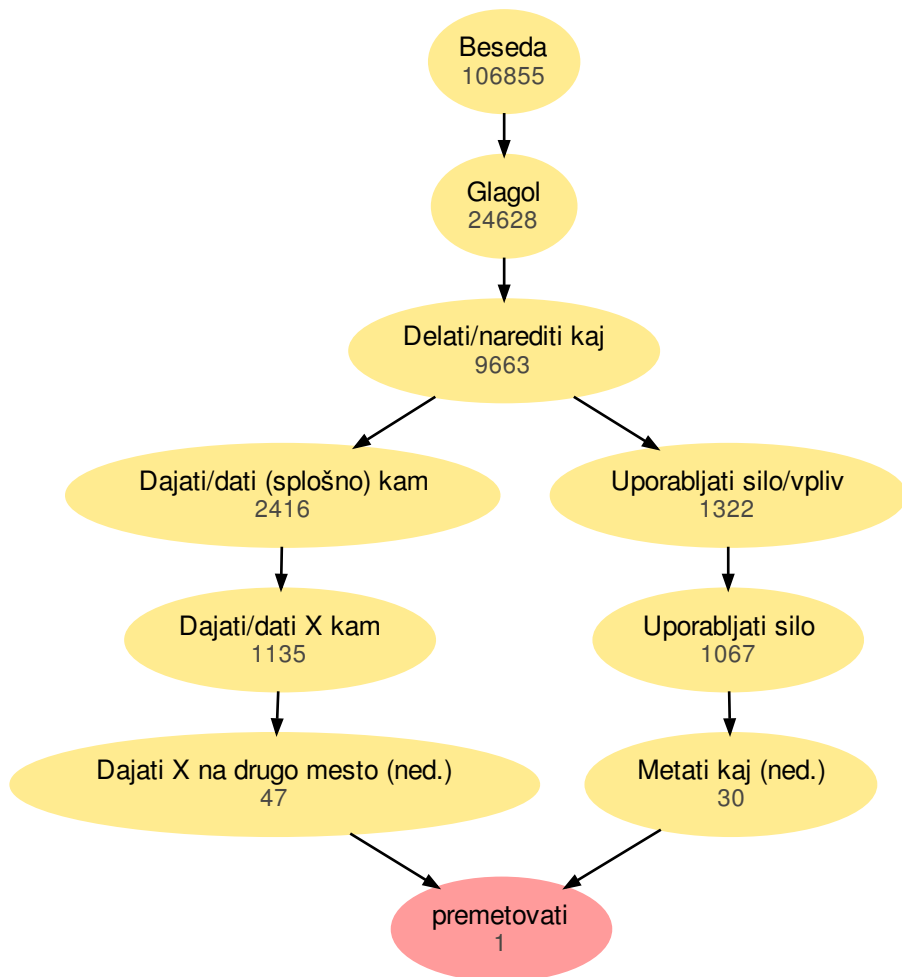 Beseda
106855
Glagol
24628
Delati/narediti kaj
9663
Dajati/dati (splošno) kam
2416
Uporabljati silo/vpliv
1322
Dajati/dati X kam
1135
Uporabljati silo
1067
Dajati X na drugo mesto (ned.)
47
Metati kaj (ned.)
30
premetovati
1